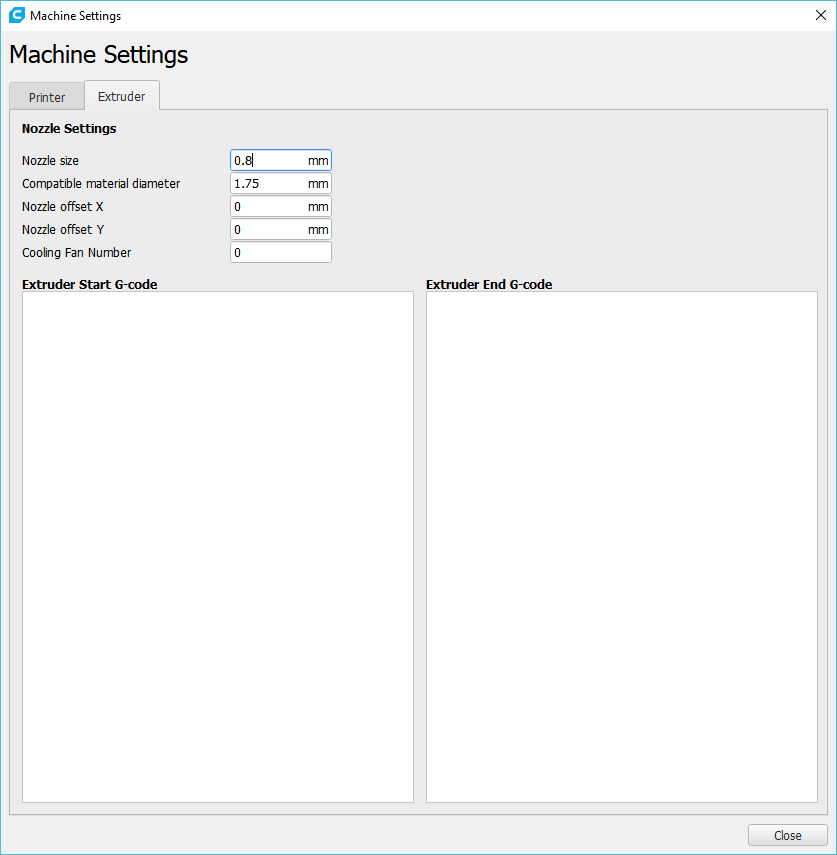 Machine Settings
Machine Settings
Printer
Extruder
Nozzle Settings
Nozzle size 0.8 mm
Compatible material diameter 1.75 mm
Nozzle offset X 0 mm
Nozzle offset Y 0 mm
Cooling Fan Number 0
Extruder Start G-code
Extruder End G-code
Close